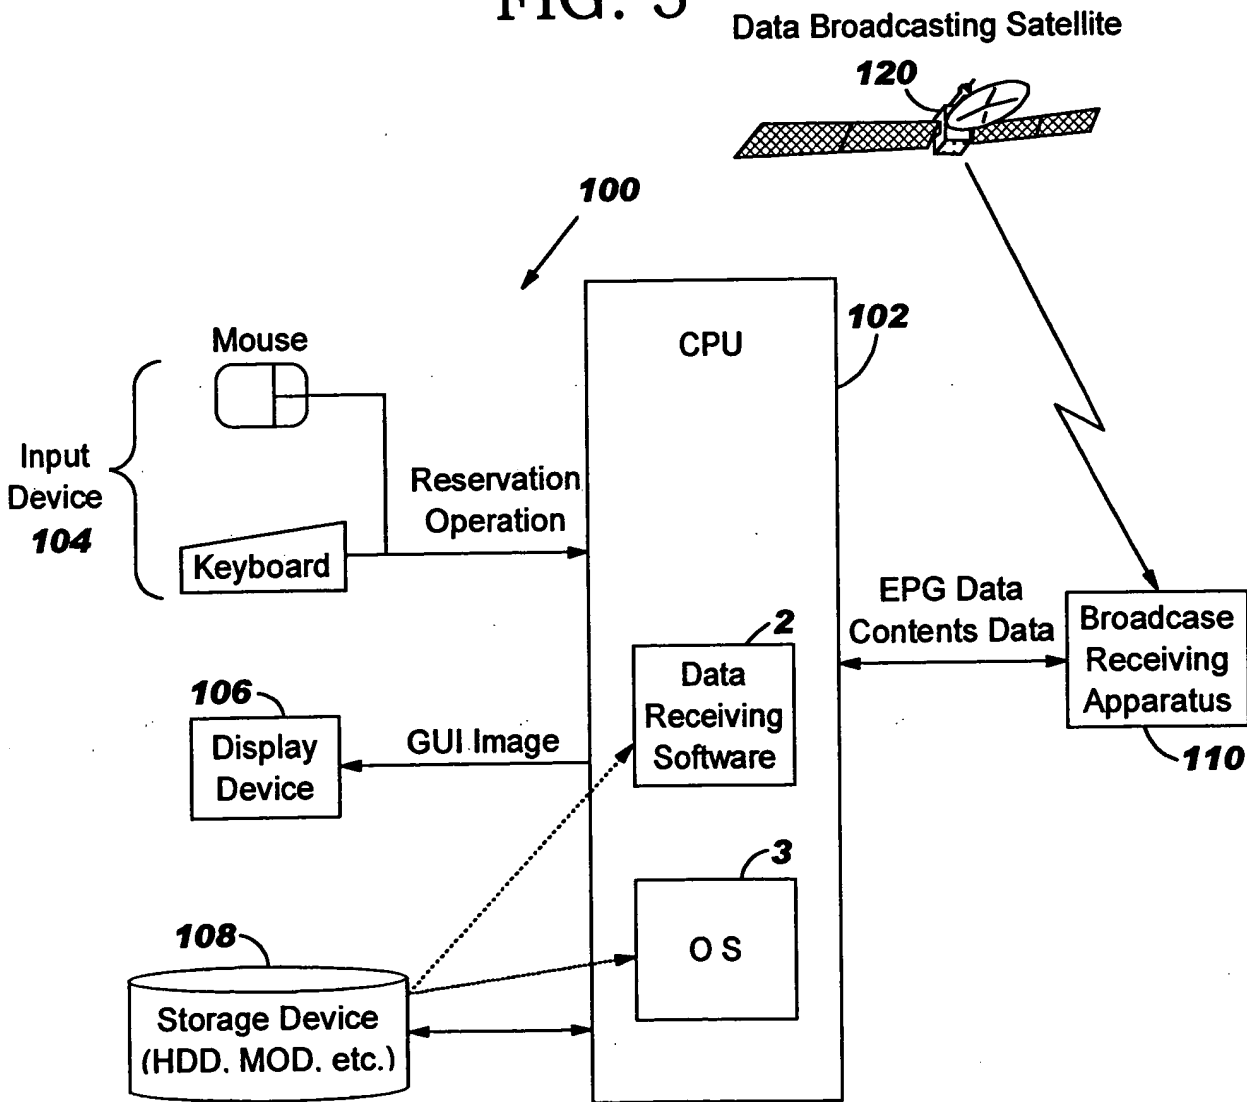 FIG. 3
Data Broadcasting Satellite
120
100
102
CPU
Mouse
Input
Device
104
Reservation
Operation
Keyboard
EPG Data
Contents Data
Broadcase
Receiving
Apparatus
110
2
Data
Receiving
Software
106
Display
Device
GUI Image
3
O S
108
Storage Device
(HDD. MOD. etc.)